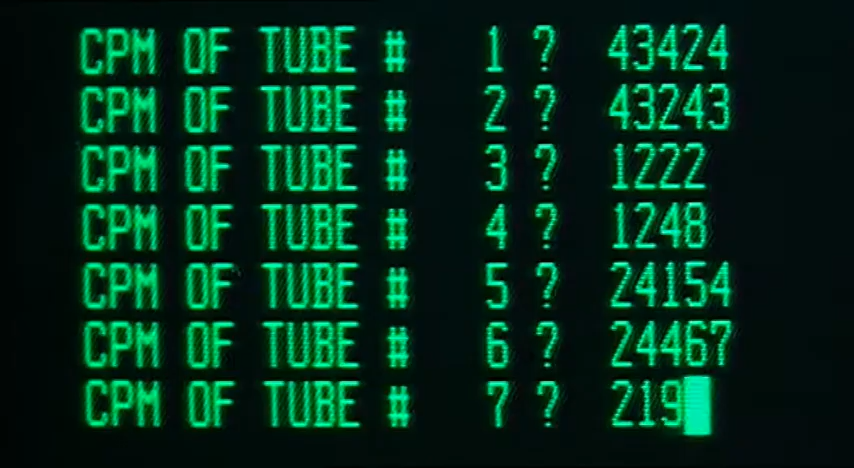 CPM OF TUBE # 1 ? 43424
CPM OF TUBE # 2 ? 43243
CPM OF TUBE # 3 ? 1222
CPM OF TUBE # 4 ? 1248
CPM OF TUBE # 5 ? 24154
CPM OF TUBE # 6 ? 24467
CPM OF TUBE # 7 ? 219